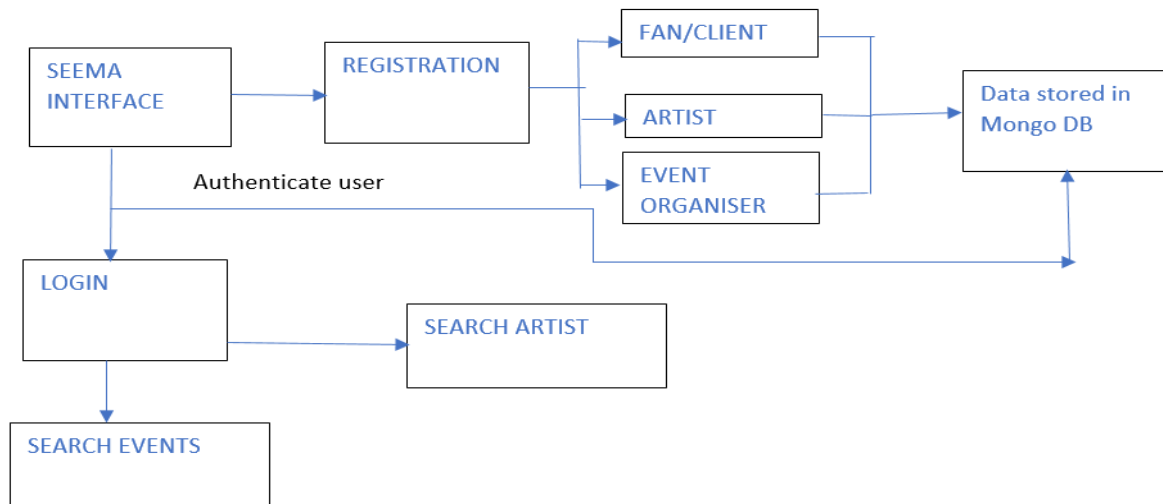 SEEMA
INTERFACE
REGISTRATION
FAN/CLIENT
ARTIST
EVENT
ORGANISER
Data stored in
Mongo DB
Authenticate user
LOGIN
SEARCH ARTIST
SEARCH EVENTS